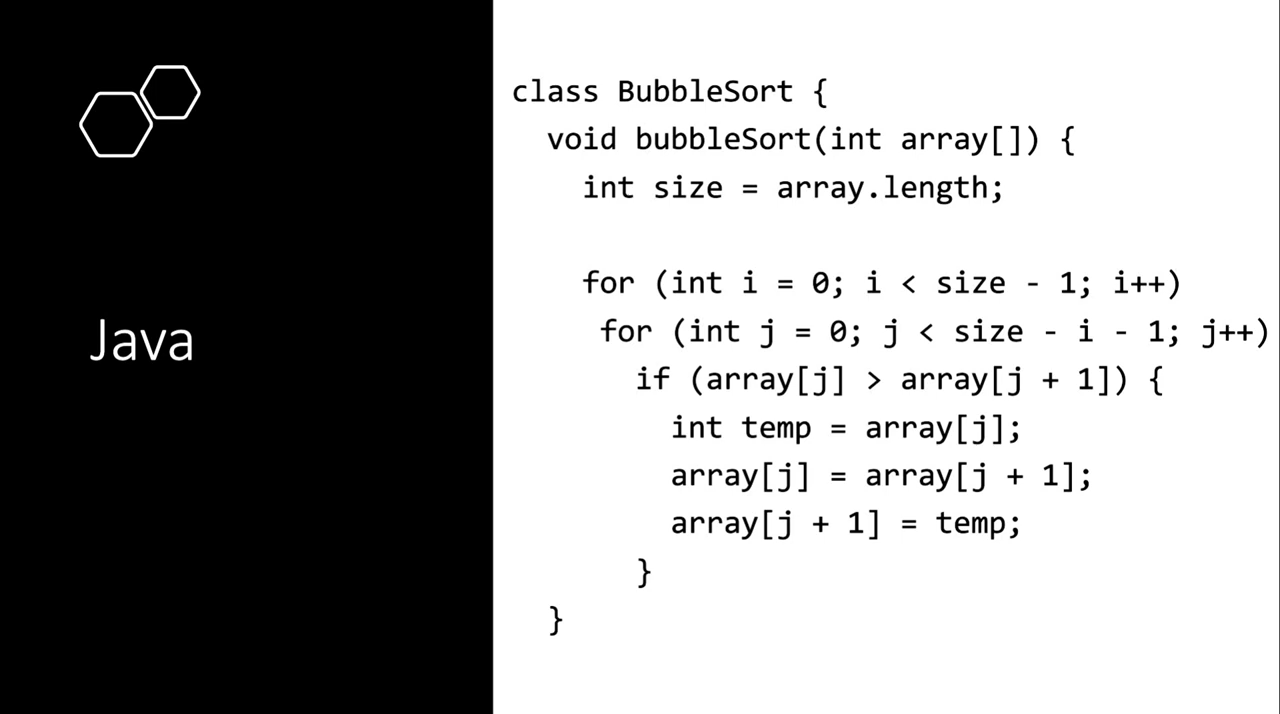 Java
class BubbleSort {
  void bubbleSort(int array[]) {
    int size = array.length;

    for (int i = 0; i < size - 1; i++)
     for (int j = 0; j < size - i - 1; j++)
       if (array[j] > array[j + 1]) {
         int temp = array[j];
         array[j] = array[j + 1];
         array[j + 1] = temp;
       }
  }